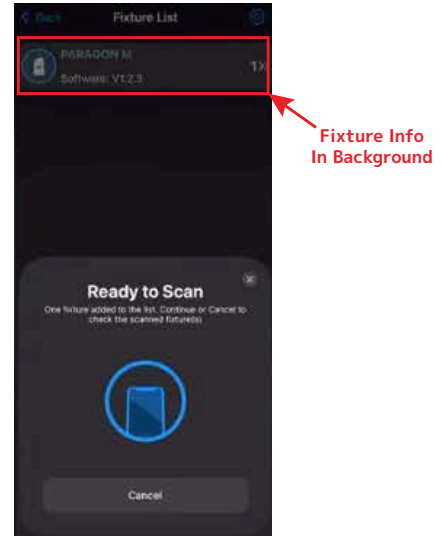 Back
Fixture List
PARAGON M
Software: V1.2.3
1>
Fixture Info
In Background
Ready to Scan
One fixture added to the list. Continue or Cancel to
check the scanned fixture(s)
Cancel